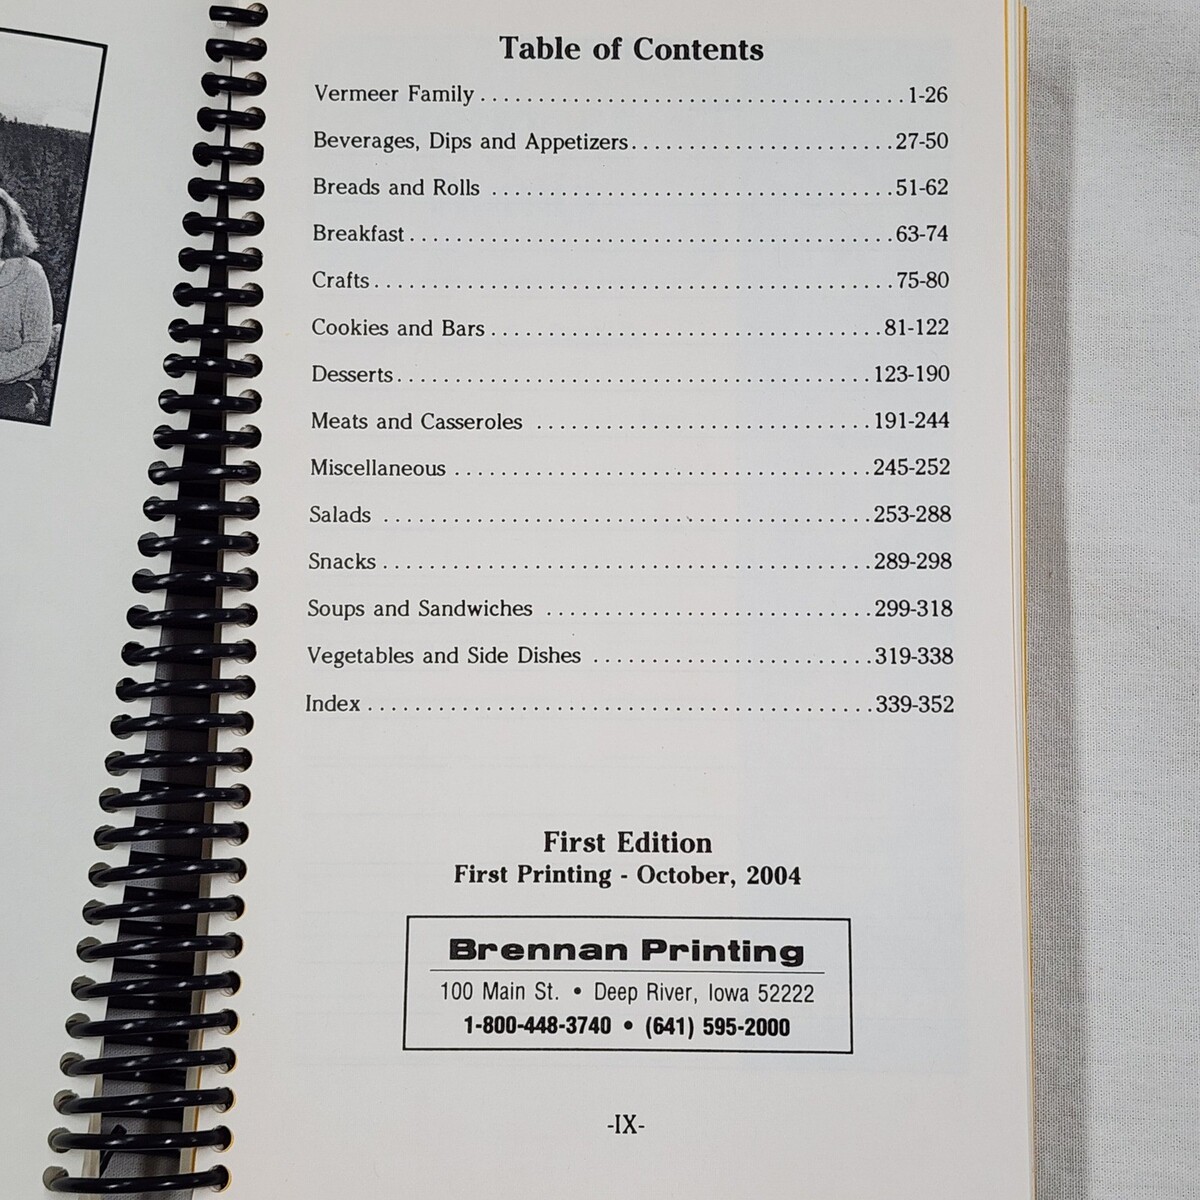 Table of Contents
Vermeer Family .................................... 1-26
Beverages, Dips and Appetizers ....................... 27-50
Breads and Rolls .................................. 51-62
Breakfast ......................................... 63-74
Crafts ............................................ 75-80
Cookies and Bars .................................... 81-122
Desserts ........................................ 123-190
Meats and Casseroles ............................. 191-244
Miscellaneous .................................... 245-252
Salads .......................................... 253-288
Snacks .......................................... 289-298
Soups and Sandwiches ............................ 299-318
Vegetables and Side Dishes ........................ 319-338
Index ........................................... 339-352
First Edition
First Printing - October, 2004
Brennan Printing
100 Main St. • Deep River, Iowa 52222
1-800-448-3740 • (641) 595-2000
-IX-